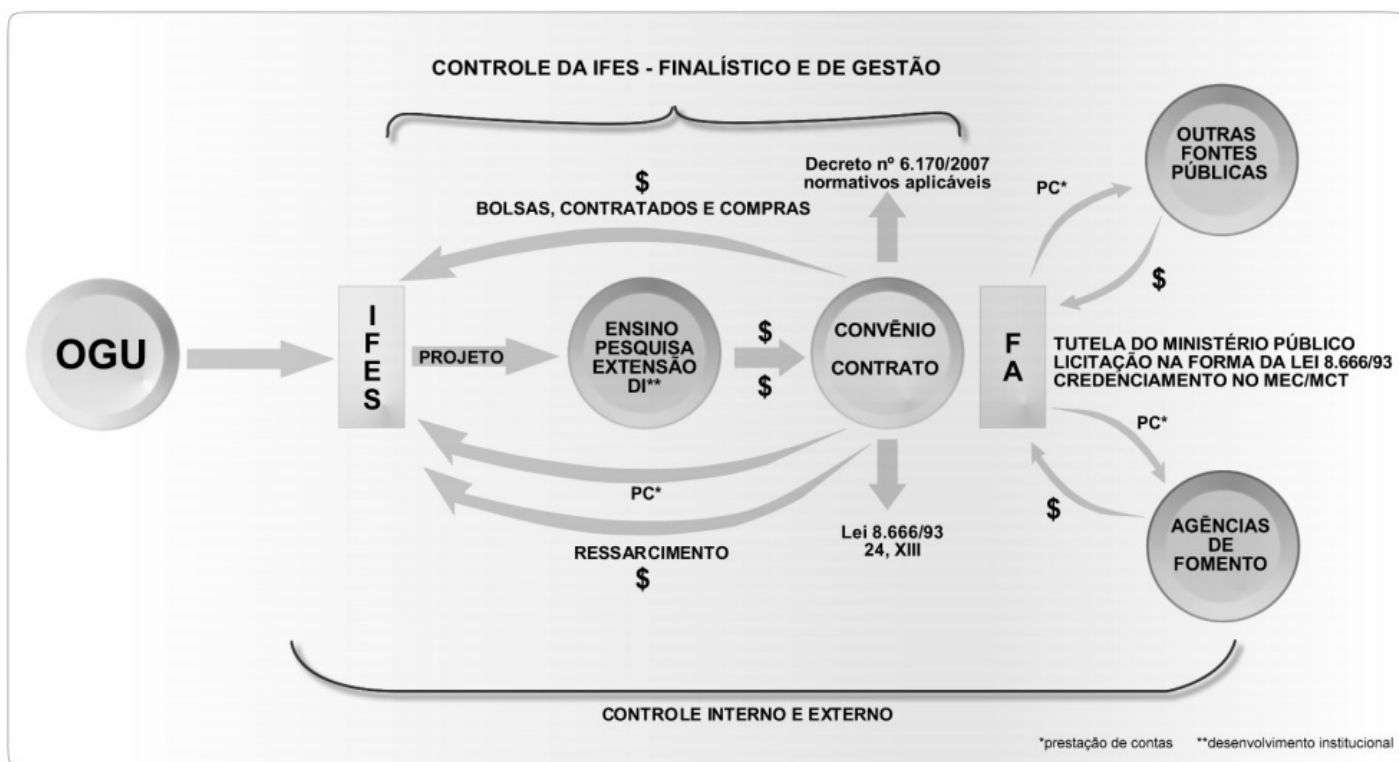 CONTROLE DA IFES - FINALÍSTICO E DE GESTÃO
OUTRAS
FONTES
PÚBLICAS
Decreto nº 6.170/2007
normativos aplicáveis
$
BOLSAS, CONTRATADOS E COMPRAS
PC*
$
OGU
I
F
E
S
PROJETO
ENSINO
PESQUISA
EXTENSÃO
DI**
$
$
CONVÊNIO
CONTRATO
F
A
TUTELA DO MINISTÉRIO PÚBLICO
LICITAÇÃO NA FORMA DA LEI 8.666/93
CREDENCIAMENTO NO MEC/MCT
PC*
$
AGÊNCIAS
DE
FOMENTO
PC*
RESSARCIMENTO
$
Lei 8.666/93
24, XIII
CONTROLE INTERNO E EXTERNO
*prestação de contas **desenvolvimento institucional